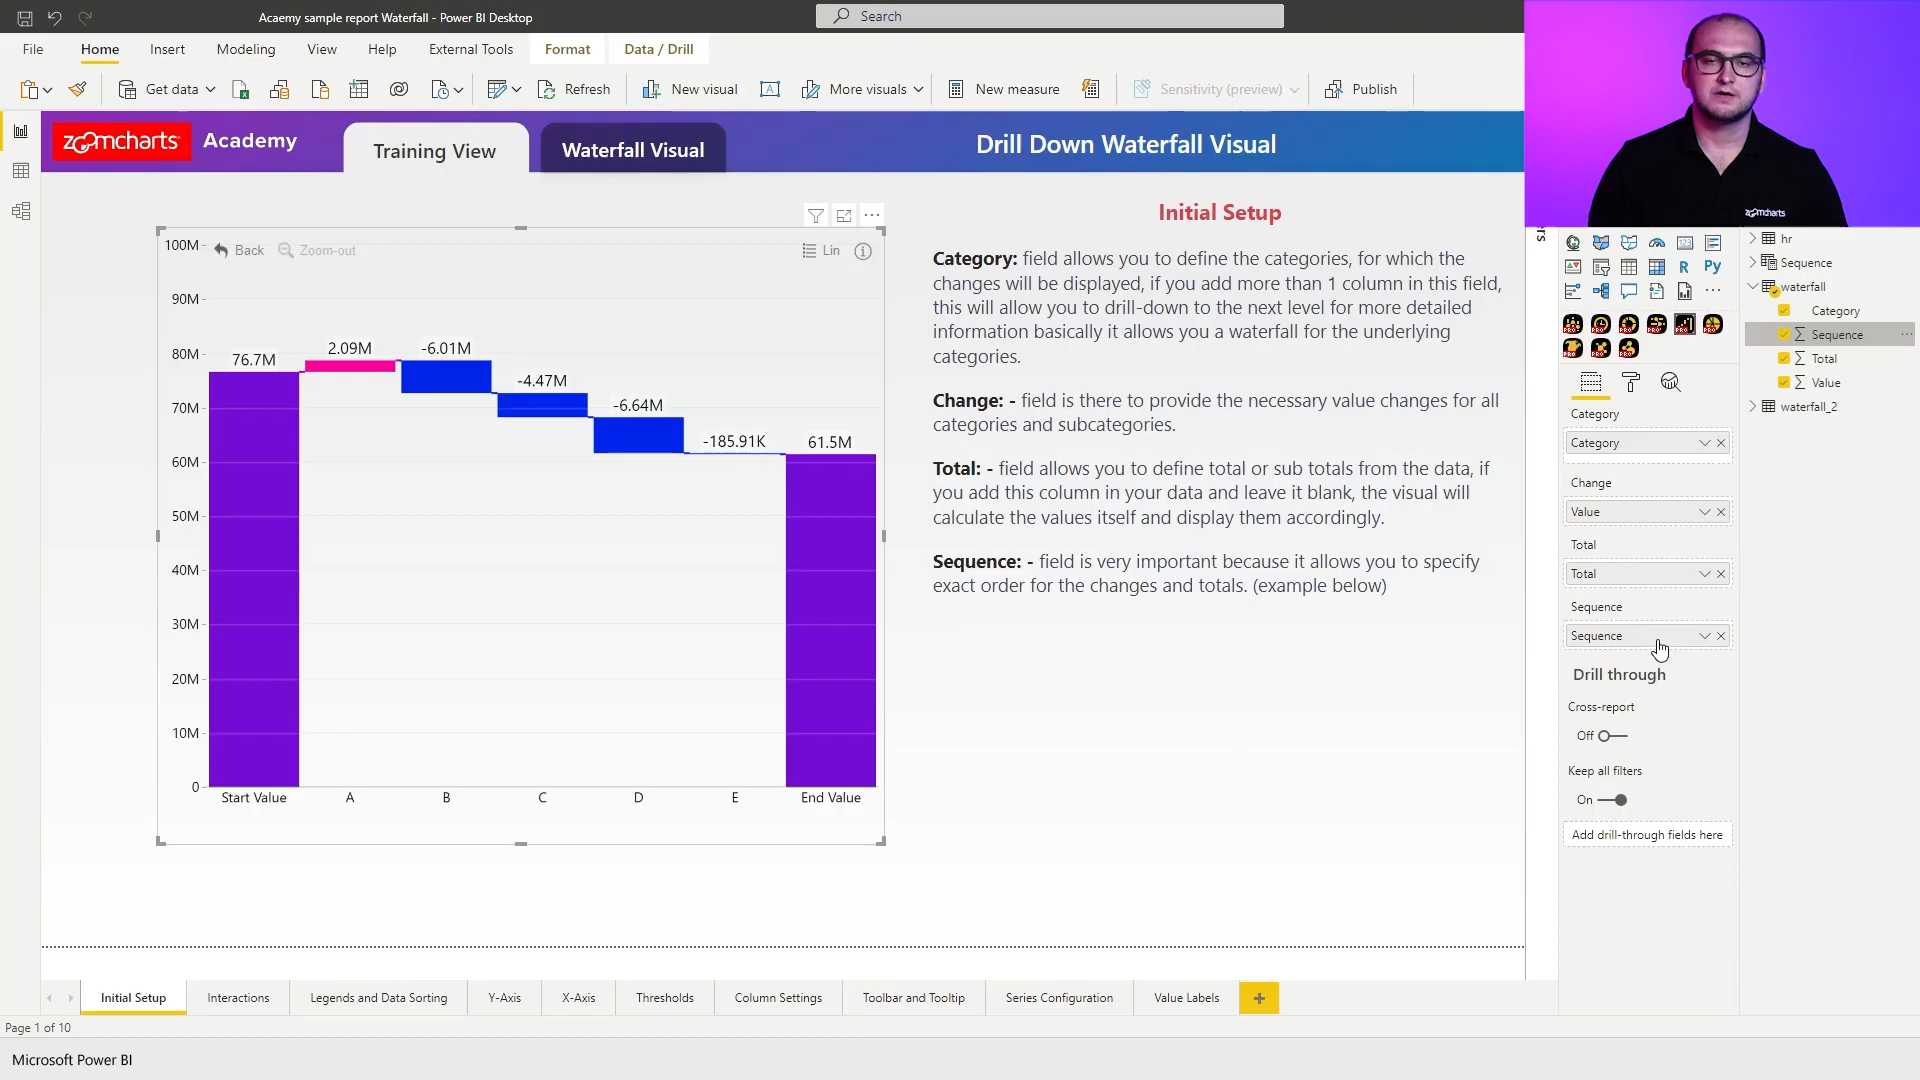 Acaemy sample report Waterfall - Power BI Desktop
Search
File
Home
Insert
Modeling
View
Help
External Tools
Format
Data / Drill
Get data
Refresh
New visual
More visuals
New measure
Sensitivity (preview)
Publish
zoomcharts Academy
Training View
Waterfall Visual
Drill Down Waterfall Visual
zoomcharts
Initial Setup
Category: field allows you to define the categories, for which the
changes will be displayed, if you add more than 1 column in this field,
this will allow you to drill-down to the next level for more detailed
information basically it allows you a waterfall for the underlying
categories.
Change: - field is there to provide the necessary value changes for all
categories and subcategories.
Total: - field allows you to define total or sub totals from the data, if
you add this column in your data and leave it blank, the visual will
calculate the values itself and display them accordingly.
Sequence: - field is very important because it allows you to specify
exact order for the changes and totals. (example below)
Back
Zoom-out
Lin
100M
90M
80M
70M
60M
50M
40M
30M
20M
10M
0
76.7M
2.09M
-6.01M
-4.47M
-6.64M
-185.91K
61.5M
Start Value
A
B
C
D
E
End Value
R
Py
123
PRO
PRO
PRO
PRO
PRO
PRO
PRO
PRO
PRO
Category
Category
Change
Value
Total
Total
Sequence
Sequence
Drill through
Cross-report
Off
Keep all filters
On
Add drill-through fields here
hr
Sequence
waterfall
Category
Sequence
Total
Value
waterfall_2
Initial Setup
Interactions
Legends and Data Sorting
Y-Axis
X-Axis
Thresholds
Column Settings
Toolbar and Tooltip
Series Configuration
Value Labels
Page 1 of 10
Microsoft Power BI